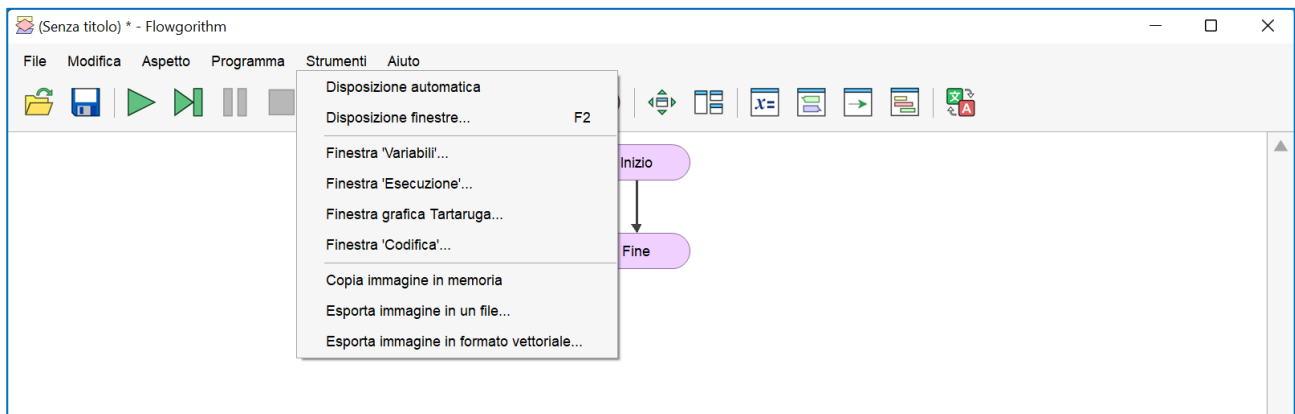 (Senza titolo) * - Flowgorithm
File Modifica Aspetto Programma Strumenti Aiuto
Disposizione automatica
Disposizione finestre... F2
Finestra 'Variabili'...
Finestra 'Esecuzione'...
Finestra grafica Tartaruga...
Finestra 'Codifica'...
Copia immagine in memoria
Esporta immagine in un file...
Esporta immagine in formato vettoriale...
x=
文
A
Inizio
Fine